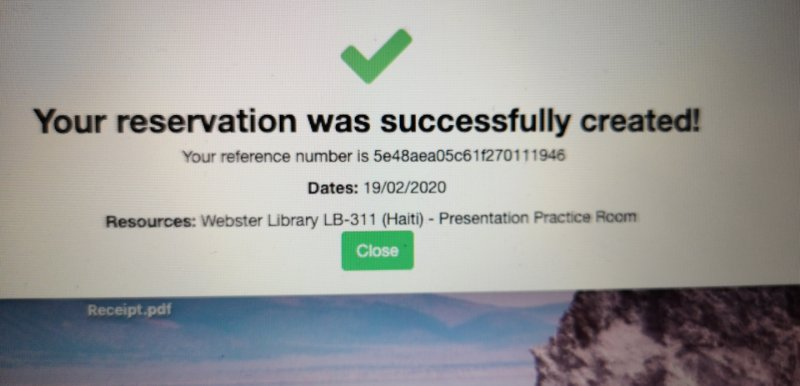 Your reservation was successfully created!
Your reference number is 5e48aea05c61f270111946
Dates: 19/02/2020
Resources: Webster Library LB-311 (Haiti) - Presentation Practice Room
Close
Receipt.pdf